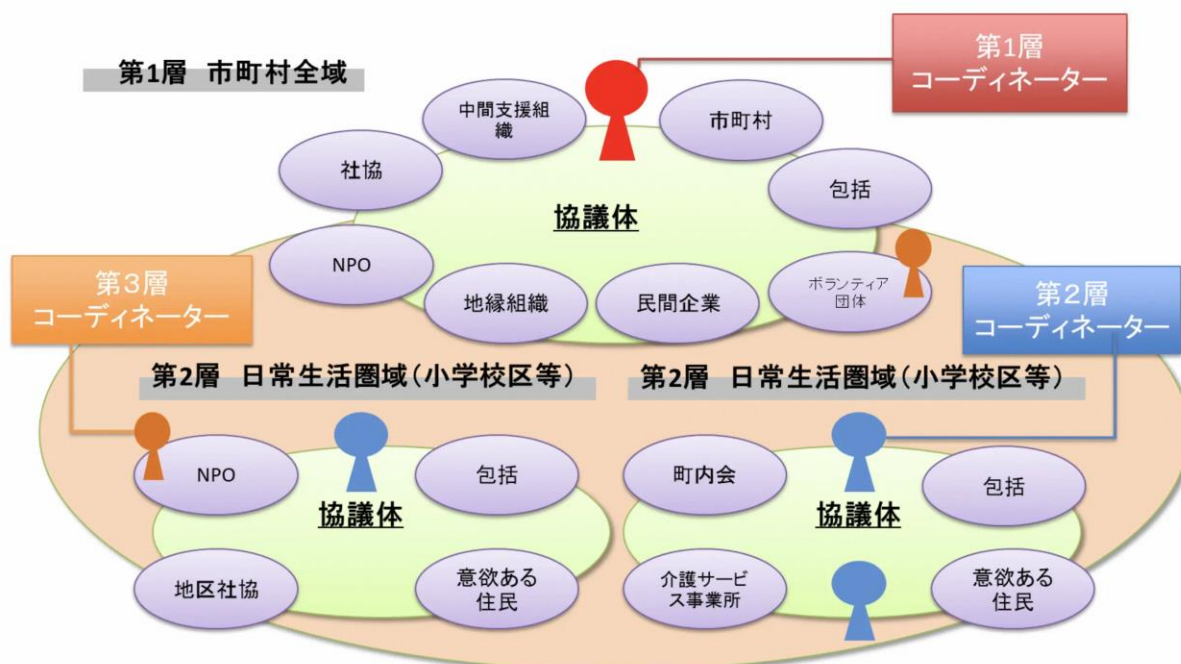 第1層 市町村全域
第1層
コーディネーター
中間支援組
織
市町村
社協
包括
協議体
NPO
ボランティア
団体
地縁組織
民間企業
第３層
コーディネーター
第２層
コーディネーター
第2層 日常生活圏域（小学校区等）
第2層 日常生活圏域（小学校区等）
NPO
包括
協議体
地区社協
意欲ある
住民
町内会
包括
協議体
介護サービ
ス事業所
意欲ある
住民